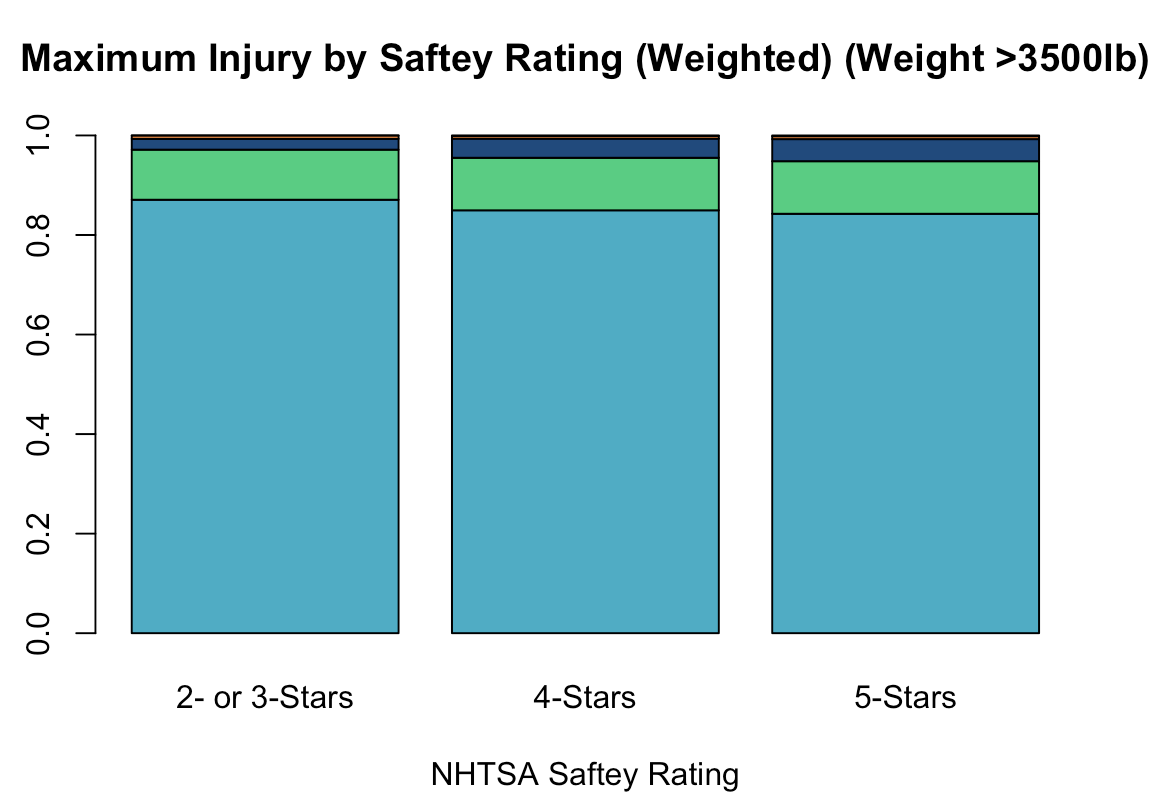 Maximum Injury by Saftey Rating (Weighted) (Weight >3500lb)
1.0
0.8
0.6
0.4
0.2
0.0
2- or 3-Stars
4-Stars
5-Stars
NHTSA Saftey Rating